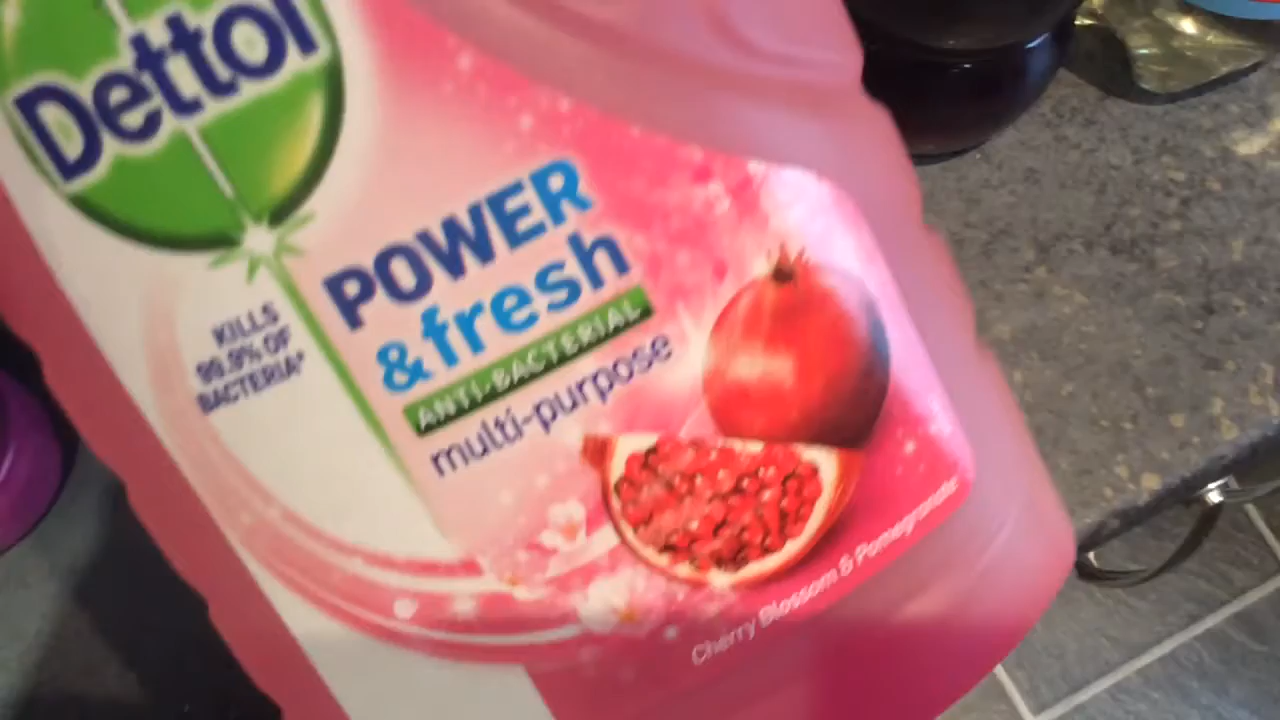 Dettol
POWER
&fresh
ANTI-BACTERIAL
multi-purpose
KILLS
99.9% OF
BACTERIA*
Cherry Blossom & Pomegranate